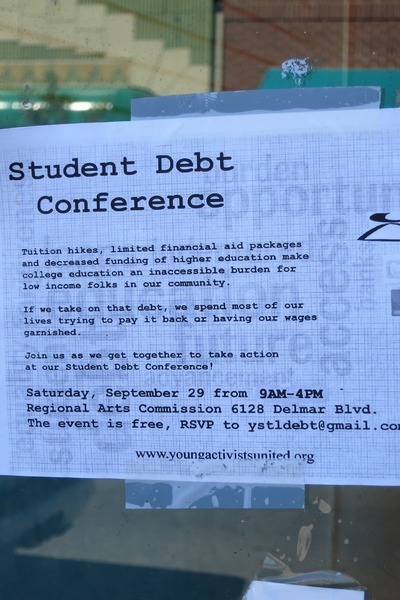 Student Debt
Conference
Tuition hikes, limited financial aid packages
and decreased funding of higher education make
college education an inaccessible burden for
low income folks in our community.
If we take on that debt, we spend most of our
lives trying to pay it back or having our wages
garnished.
Join us as we get together to take action
at our Student Debt Conference!
Saturday, September 29 from 9AM-4PM
Regional Arts Commission 6128 Delmar Blvd.
The event is free, RSVP to ystldebt@gmail.co
www.youngactivistsunited.org